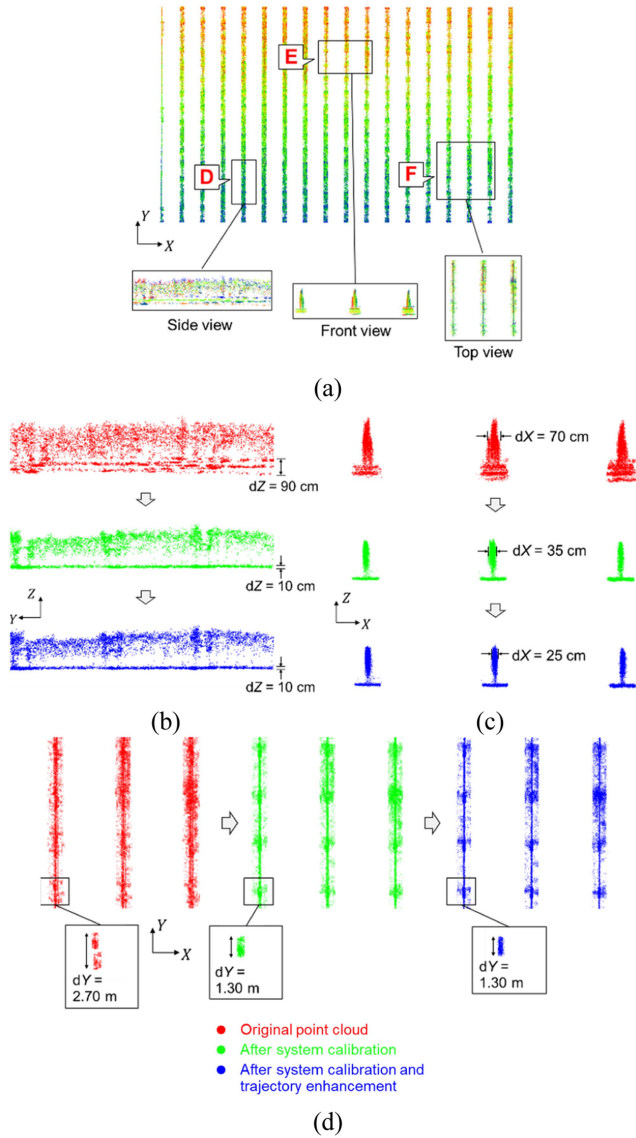 E
D
F
Y
X
Side view
Front view
Top view
(a)
dZ = 90 cm
dX = 70 cm
dZ = 10 cm
dX = 35 cm
Z
Y
Z
X
dZ = 10 cm
dX = 25 cm
(b)
(c)
Y
X
dY =
2.70 m
dY =
1.30 m
dY =
1.30 m
Original point cloud
After system calibration
After system calibration and
trajectory enhancement
(d)